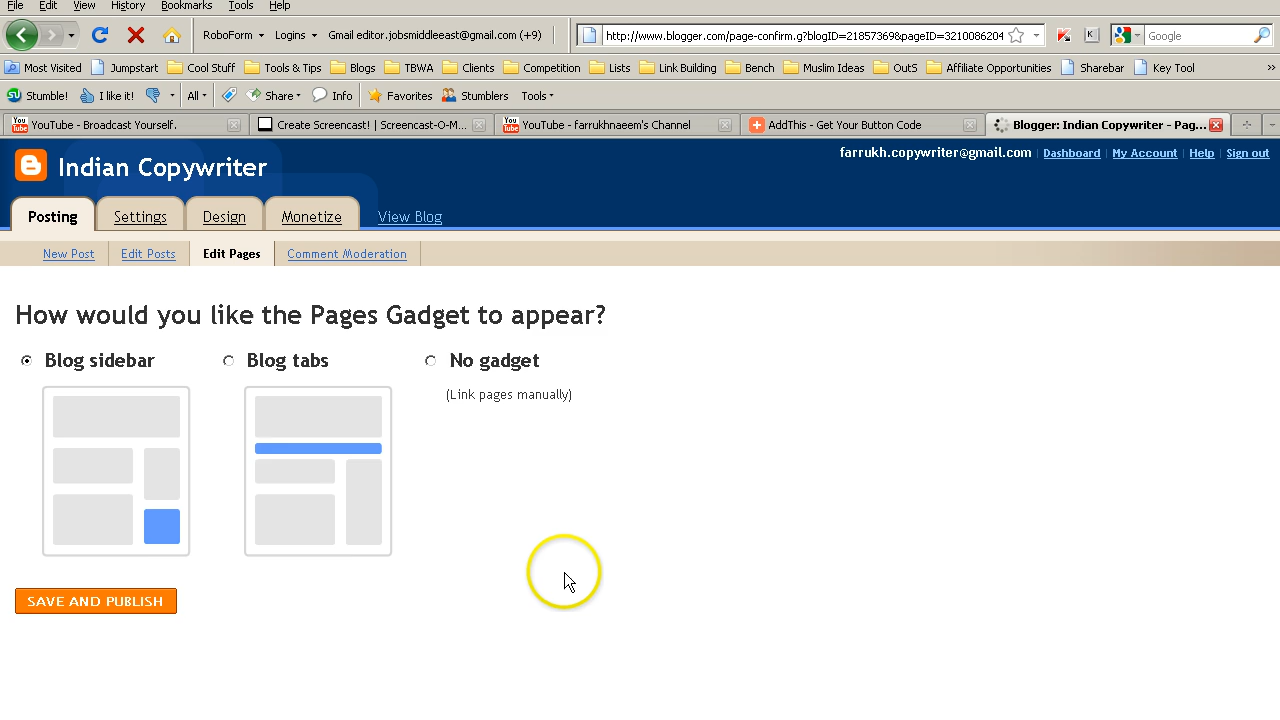 File Edit View History Bookmarks Tools Help
RoboForm Logins Gmail editor.jobsmiddleeast@gmail.com (+9) http://www.blogger.com/page-confirm.g?blogID=21857369&pageID=3210086204 Google
Most Visited Jumpstart Cool Stuff Tools & Tips Blogs TBWA Clients Competition Lists Link Building Bench Muslim Ideas OutS Affiliate Opportunities Sharebar Key Tool »
Stumble! I like it! All Share Info Favorites Stumblers Tools
YouTube - Broadcast Yourself. Create Screencast! | Screencast-O-M... YouTube - farrukhnaeem's Channel AddThis - Get Your Button Code Blogger: Indian Copywriter - Pag...
Indian Copywriter
farrukh.copywriter@gmail.com | Dashboard | My Account | Help | Sign out
Posting Settings Design Monetize View Blog
New Post Edit Posts Edit Pages Comment Moderation
How would you like the Pages Gadget to appear?
Blog sidebar Blog tabs No gadget
(Link pages manually)
SAVE AND PUBLISH